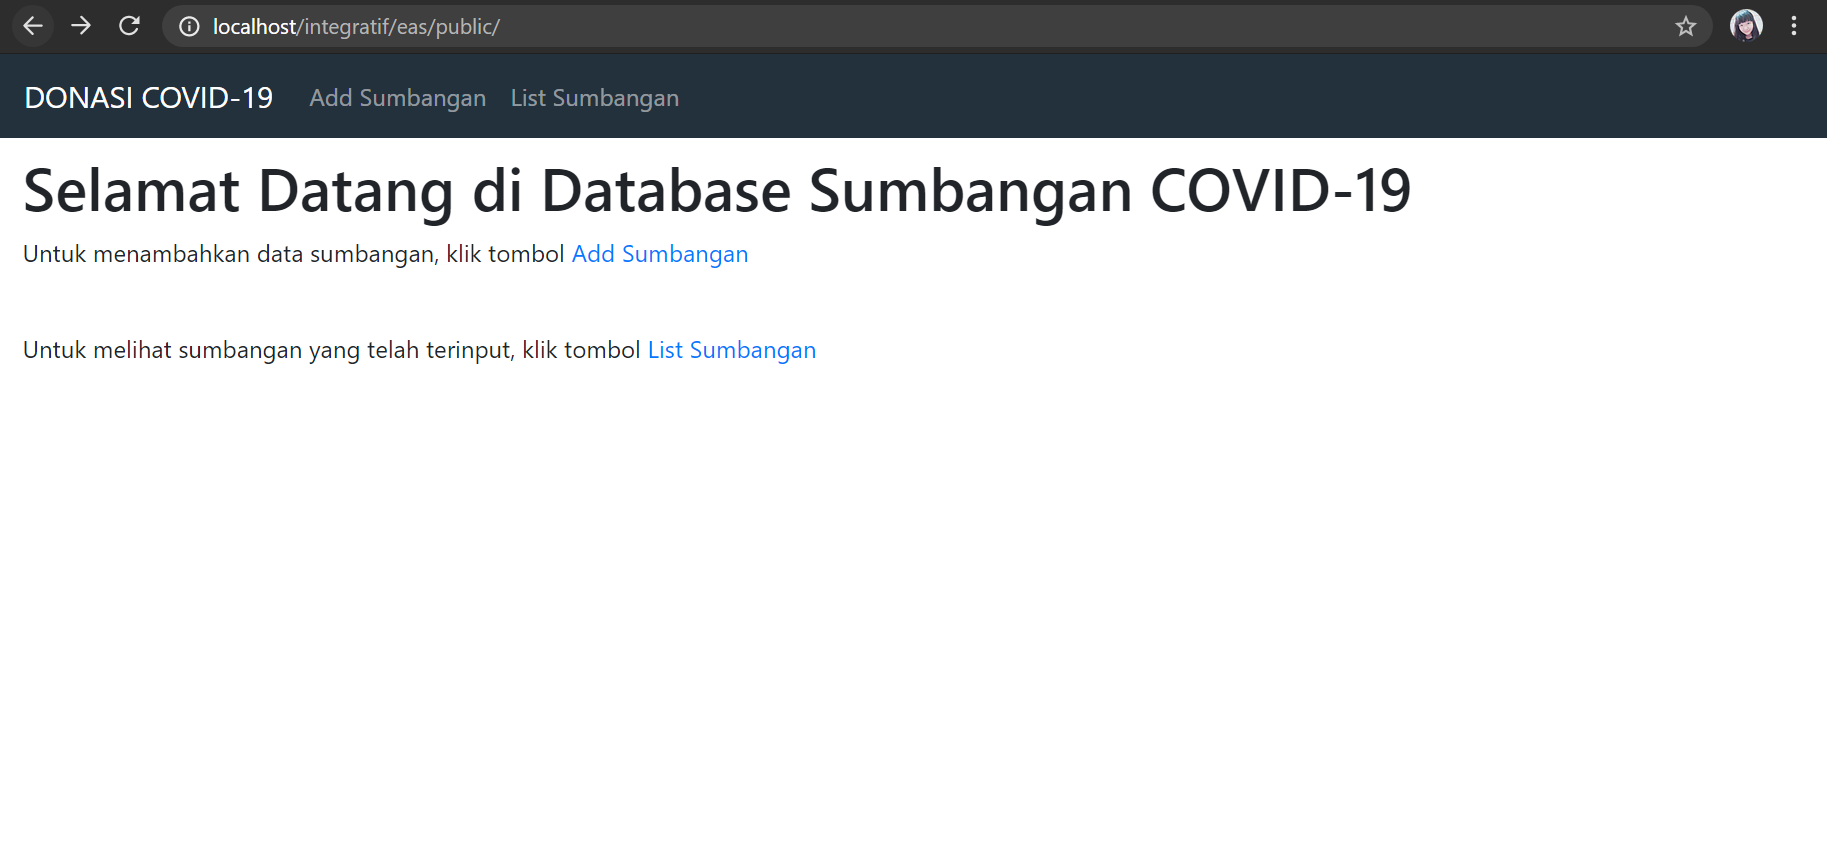 localhost/integratif/eas/public/
DONASI COVID-19 Add Sumbangan List Sumbangan
Selamat Datang di Database Sumbangan COVID-19
Untuk menambahkan data sumbangan, klik tombol Add Sumbangan
Untuk melihat sumbangan yang telah terinput, klik tombol List Sumbangan